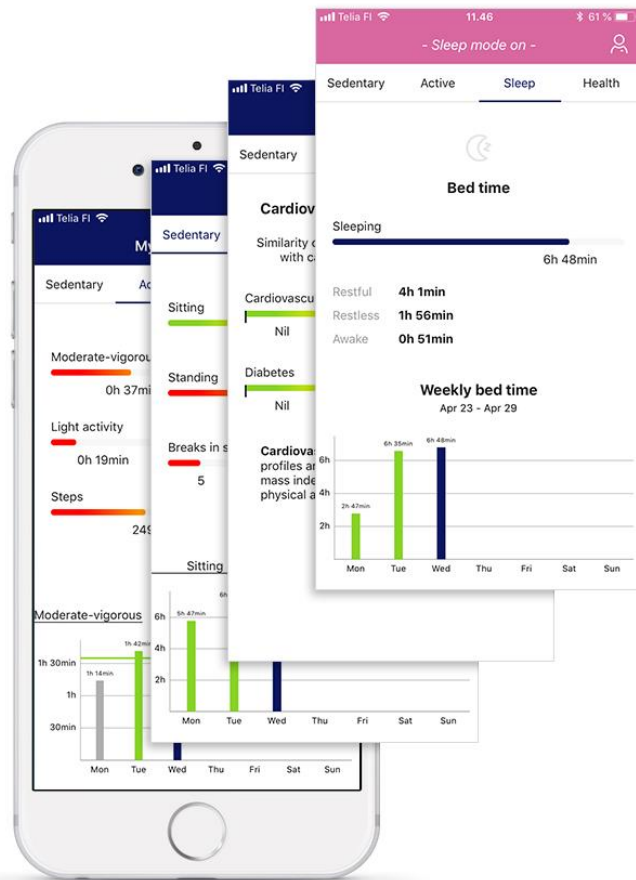 Telia FI
11.46
61 %
- Sleep mode on -
Sedentary
Active
Sleep
Health
Bed time
Sleeping
6h 48min
Restful 4h 1min
Restless 1h 56min
Awake 0h 51min
Weekly bed time
Apr 23 - Apr 29
6h 35min
6h 48min
6h
4h
2h 47min
2h
Mon
Tue
Wed
Thu
Fri
Sat
Sun
Telia FI
Sedentary
Cardiov
Similarity
with ca
Cardiovascu
Nil
Diabetes
Nil
Cardiovas
profiles ar
mass inde
physical a
Telia FI
Sedentary
Sitting
Standing
Breaks in s
5
Sitting
6h
5h 47min
6h
4h
2h
Mon
Tue
Wed
Thu
Fri
Sat
Sun
Telia FI
My
Sedentary
Ac
Moderate-vigorou
0h 37mi
Light activity
0h 19min
Steps
249
Moderate-vigorous
1h 42min
1h 30min
1h 14min
1h
30min
Mon
Tue
Wed
Thu
Fri
Sat
Sun